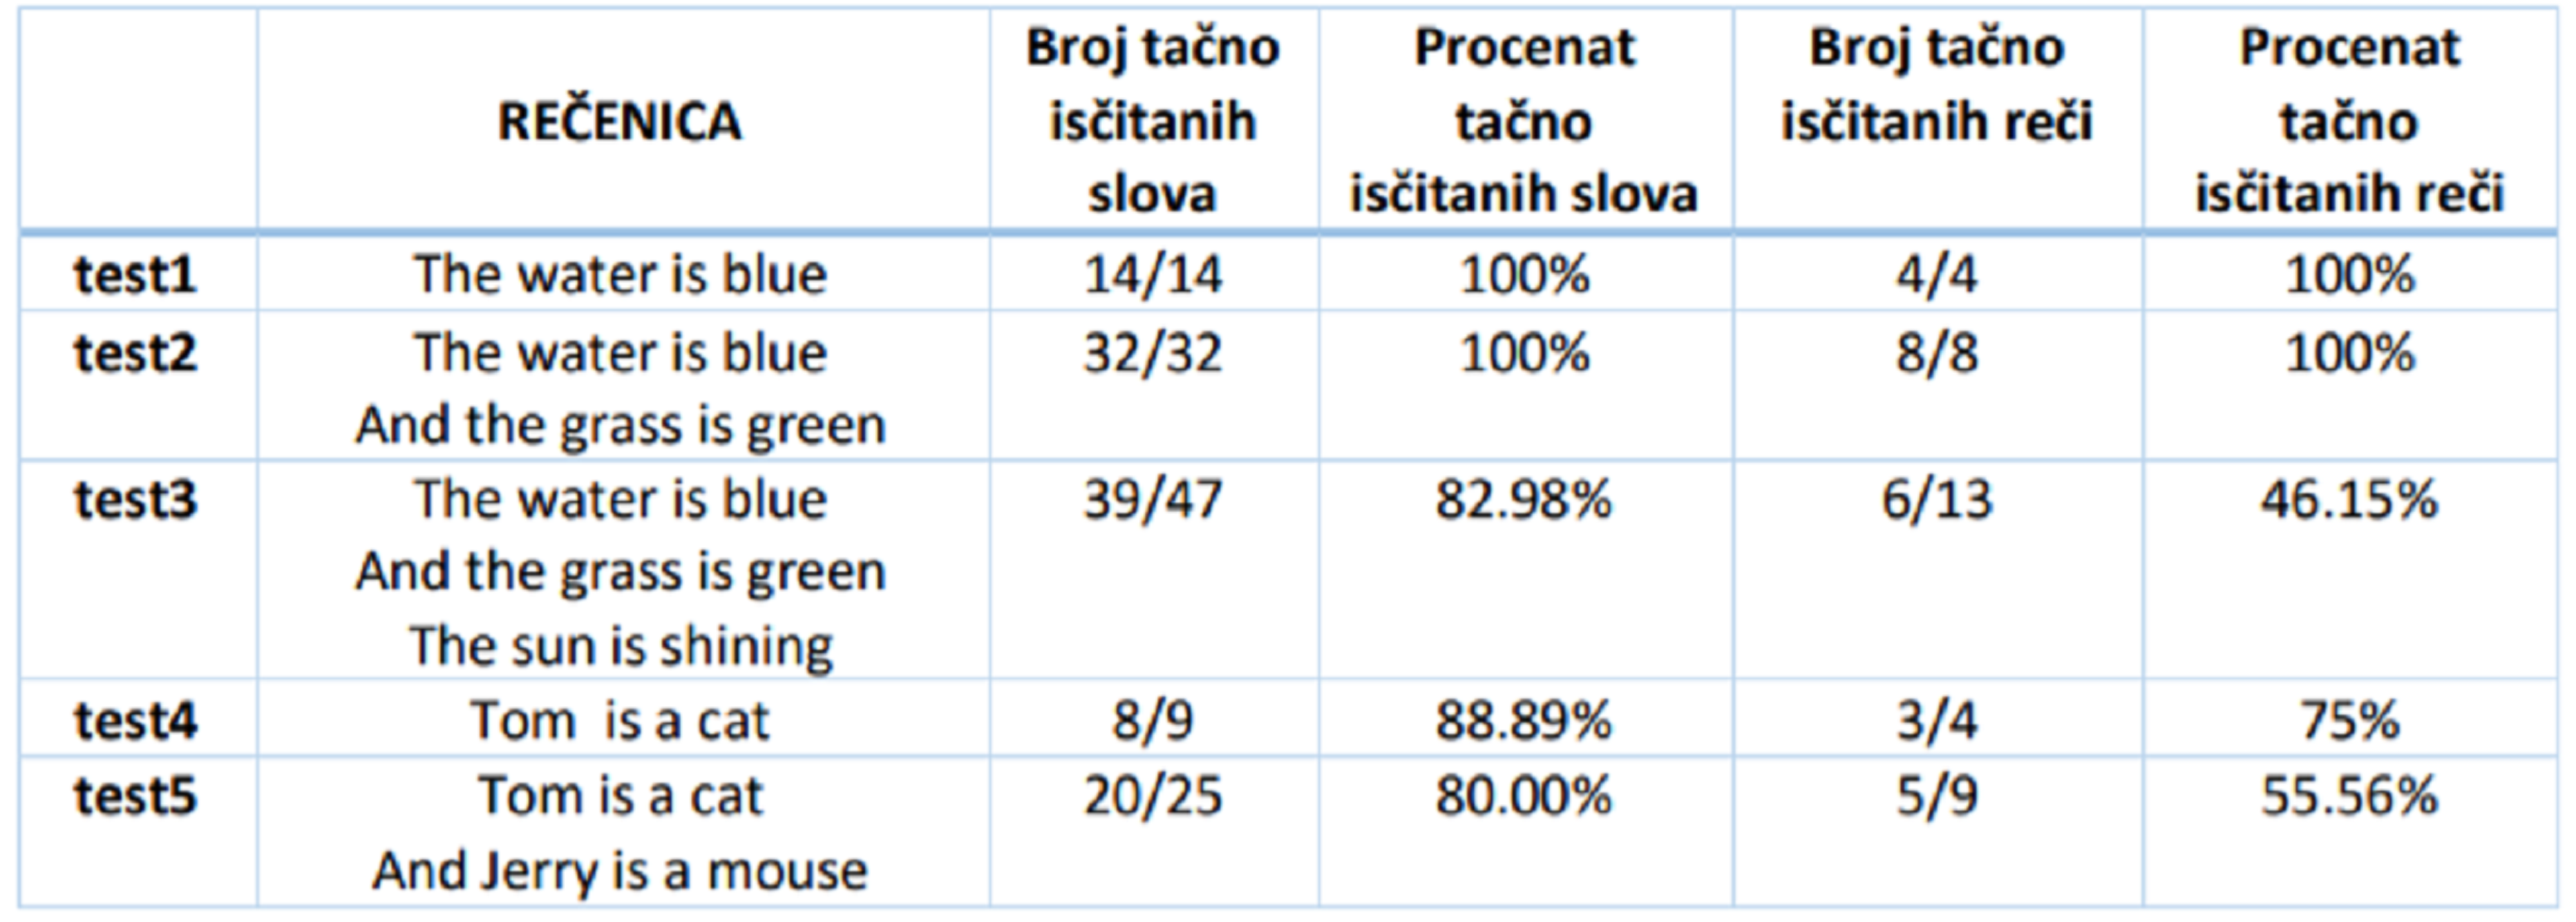 REČENICA
Broj tačno
isčitanih
slova
Procenat
tačno
isčitanih slova
Broj tačno
isčitanih reči
Procenat
tačno
isčitanih reči
test1
The water is blue
14/14
100%
4/4
100%
test2
The water is blue
And the grass is green
32/32
100%
8/8
100%
test3
The water is blue
And the grass is green
The sun is shining
39/47
82.98%
6/13
46.15%
test4
Tom  is a cat
8/9
88.89%
3/4
75%
test5
Tom is a cat
And Jerry is a mouse
20/25
80.00%
5/9
55.56%